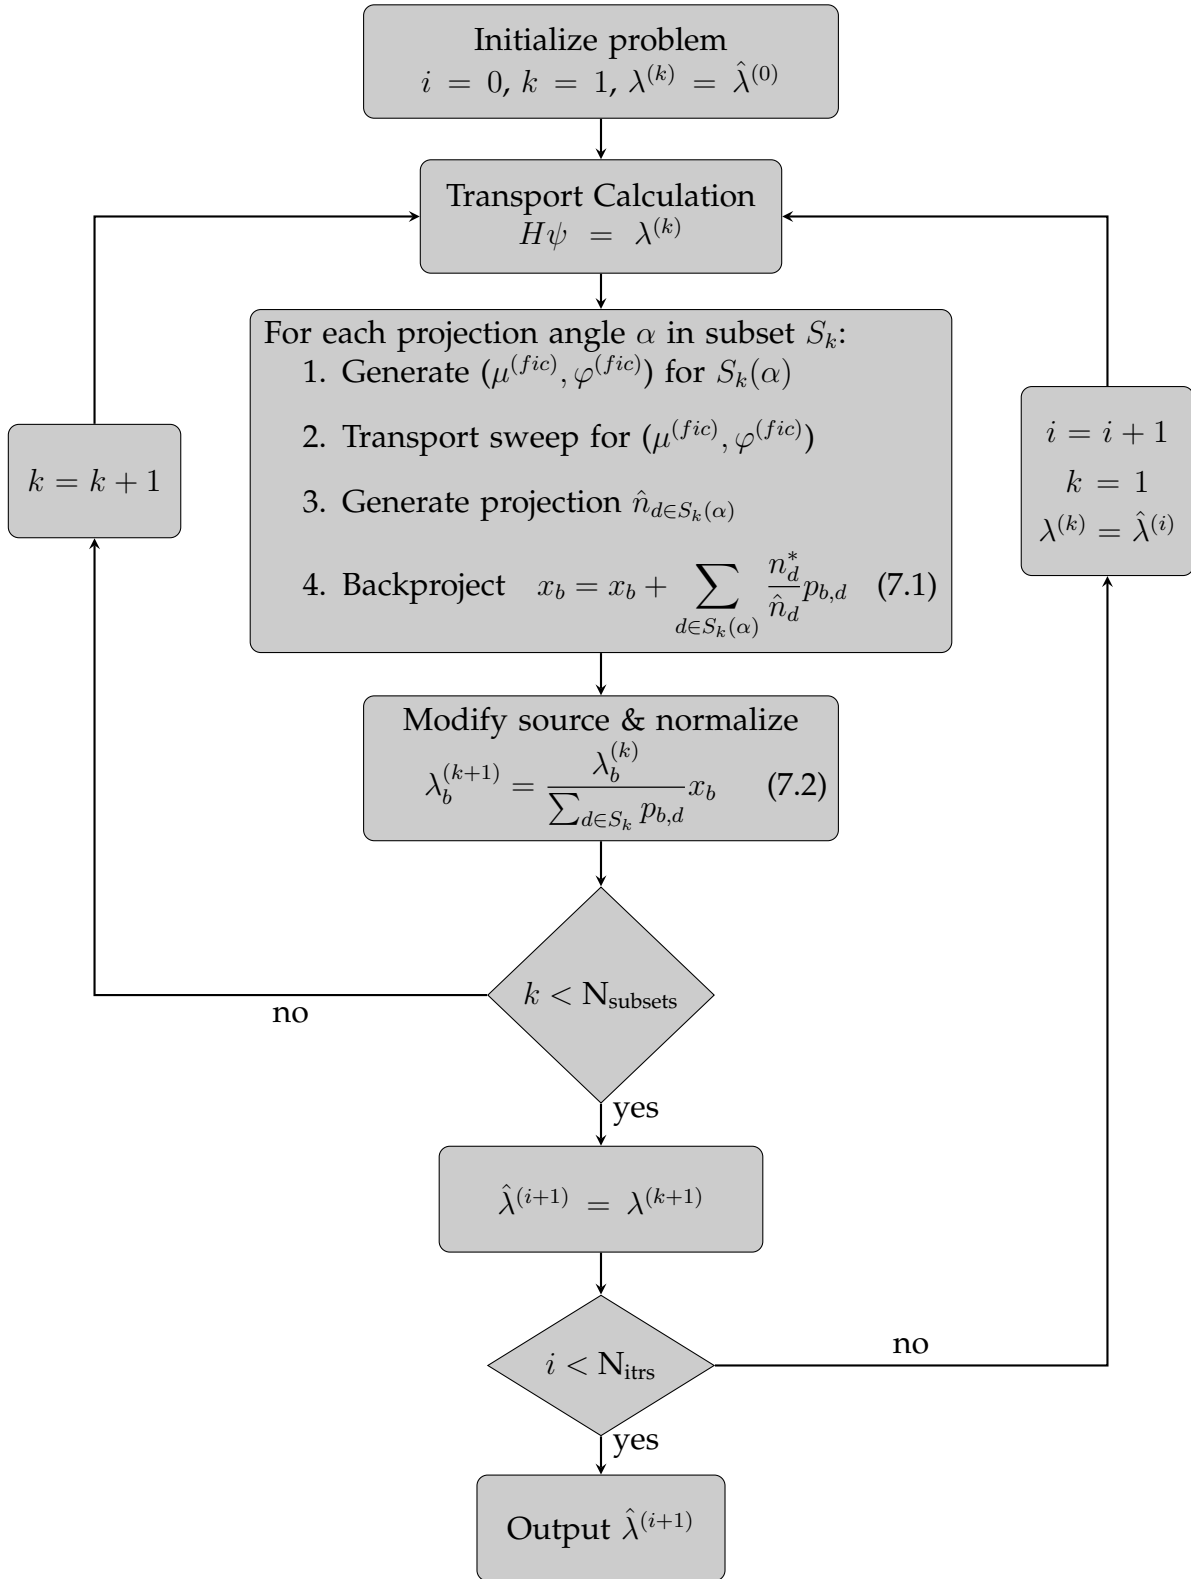 Initialize problem
i = 0, k = 1, λ^(k) = λ̂^(0)
Transport Calculation
Hψ = λ^(k)
For each projection angle α in subset S_k:
1. Generate (μ^(fic), φ^(fic)) for S_k(α)
2. Transport sweep for (μ^(fic), φ^(fic))
3. Generate projection n̂_{d∈S_k(α)}
4. Backproject x_b = x_b + ∑_{d∈S_k(α)} n*_d / n̂_d p_{b,d} (7.1)
k = k + 1
i = i + 1
k = 1
λ^(k) = λ̂^(i)
Modify source & normalize
λ_b^(k+1) = λ_b^(k) / ∑_{d∈S_k} p_{b,d} x_b (7.2)
k < N_subsets
no
yes
λ̂^(i+1) = λ^(k+1)
i < N_itrs
no
yes
Output λ̂^(i+1)